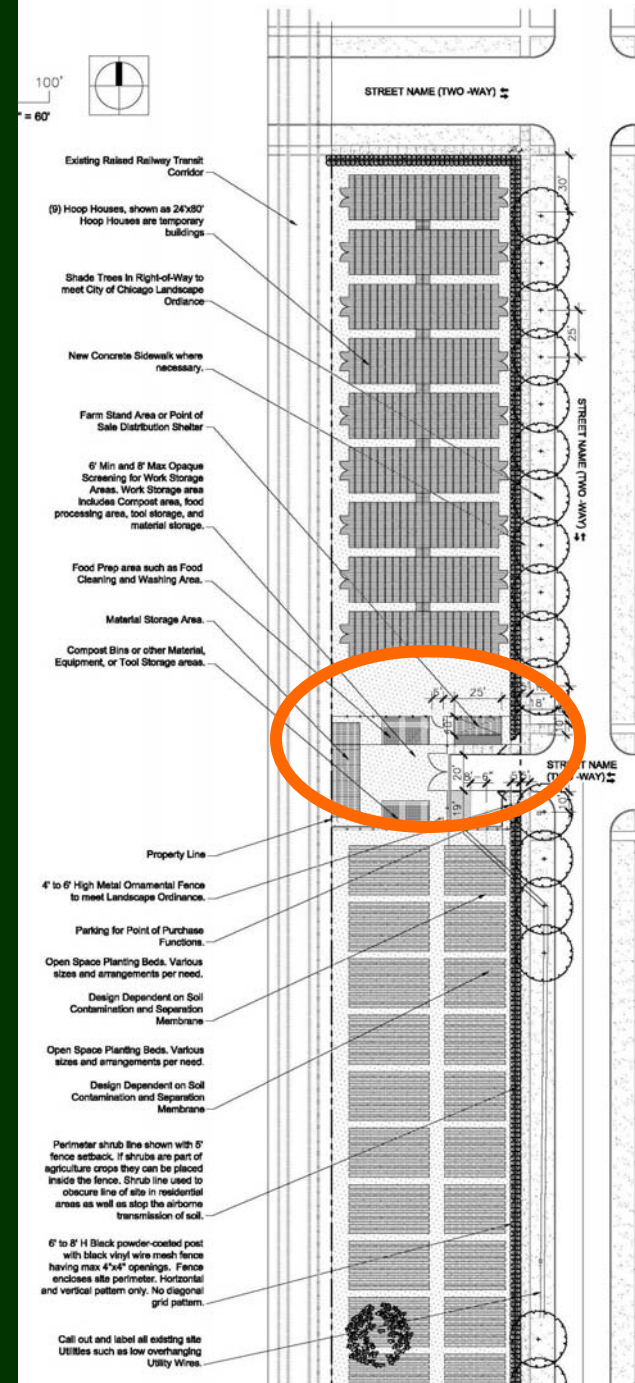 100'
" = 60'
STREET NAME (TWO -WAY)
Existing Raised Railway Transit
Corridor
30'
(9) Hoop Houses, shown as 24'x80'
Hoop Houses are temporary
buildings
Shade Trees in Right-of-Way to
meet City of Chicago Landscape
Ordiance
25'
New Concrete Sidewalk where
necessary.
STREET NAME (TWO -WAY)
Farm Stand Area or Point of
Sale Distribution Shelter
6' Min and 8' Max Opaque
Screening for Work Storage
Areas. Work Storage area
includes Compost area, food
processing area, tool storage, and
material storage.
Food Prep area such as Food
Cleaning and Washing Area.
Material Storage Area.
Compost Bins or other Material,
Equipment, or Tool Storage areas.
25'
18'
10'
STREET NAME
(TWO -WAY)
20'
8'-6"
5'
19'
10'
Property Line
4' to 6' High Metal Ornamental Fence
to meet Landscape Ordinance.
Parking for Point of Purchase
Functions.
Open Space Planting Beds. Various
sizes and arrangements per need.
Design Dependent on Soil
Contamination and Separation
Membrane
Open Space Planting Beds. Various
sizes and arrangements per need.
Design Dependent on Soil
Contamination and Separation
Membrane
Perimeter shrub line shown with 5'
fence setback. If shrubs are part of
agriculture crops they can be placed
inside the fence. Shrub line used to
obscure line of site in residential
areas as well as stop the airborne
transmission of soil.
6' to 8' H Black powder-coated post
with black vinyl wire mesh fence
having max 4"x4" openings. Fence
encloses site perimeter. Horizontal
and vertical pattern only. No diagonal
grid pattern.
Call out and label all existing site
Utilities such as low overhanging
Utility Wires.